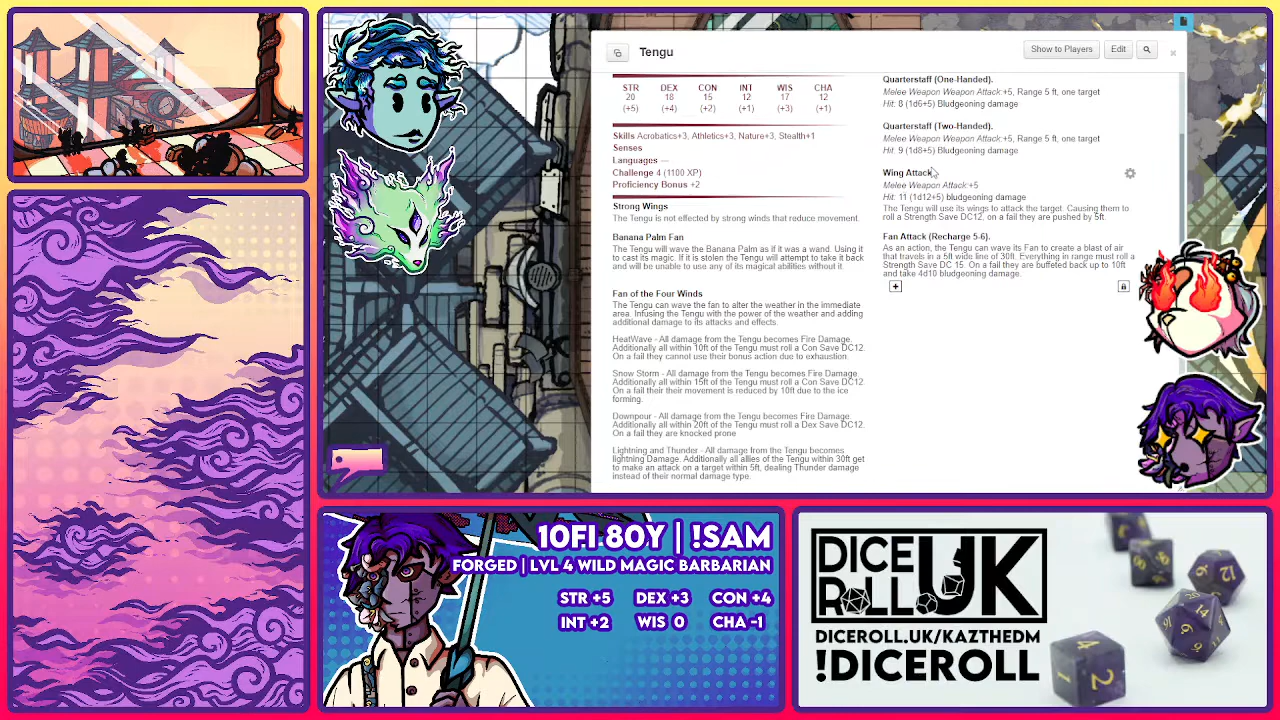 Tengu
Show to Players
Edit
STR DEX CON INT WIS CHA
20 18 15 12 17 12
(+5) (+4) (+2) (+1) (+3) (+1)
Skills Acrobatics+3, Athletics+3, Nature+3, Stealth+1
Senses
Languages —
Challenge 4 (1100 XP)
Proficiency Bonus +2
Strong Wings
The Tengu is not effected by strong winds that reduce movement.
Banana Palm Fan
The Tengu will wave the Banana Palm as if it was a wand. Using it
to cast its magic. If it is stolen the Tengu will attempt to take it back
and will be unable to use any of its magical abilities without it.
Fan of the Four Winds
The Tengu can wave the fan to alter the weather in the immediate
area. Infusing the Tengu with the power of the weather and adding
additional damage to its attacks and effects.
HeatWave - All damage from the Tengu becomes Fire Damage.
Additionally all within 10ft of the Tengu must roll a Con Save DC12.
On a fail they cannot use their bonus action due to exhaustion.
Snow Storm - All damage from the Tengu becomes Fire Damage.
Additionally all within 15ft of the Tengu must roll a Con Save DC12.
On a fail their their movement is reduced by 10ft due to the ice
forming.
Downpour - All damage from the Tengu becomes Fire Damage.
Additionally all within 20ft of the Tengu must roll a Dex Save DC12.
On a fail they are knocked prone
Lightning and Thunder - All damage from the Tengu becomes
lightning Damage. Additionally all allies of the Tengu within 30ft get
to make an attack on a target within 5ft, dealing Thunder damage
instead of their normal damage type.
Quarterstaff (One-Handed).
Melee Weapon Weapon Attack:+5, Range 5 ft, one target
Hit: 8 (1d6+5) Bludgeoning damage
Quarterstaff (Two-Handed).
Melee Weapon Weapon Attack:+5, Range 5 ft, one target
Hit: 9 (1d8+5) Bludgeoning damage
Wing Attack
Melee Weapon Attack:+5
Hit: 11 (1d12+5) bludgeoning damage
The Tengu will use its wings to attack the target. Causing them to
roll a Strength Save DC12, on a fail they are pushed by 5ft.
Fan Attack (Recharge 5-6).
As an action, the Tengu can wave its Fan to create a blast of air
that travels in a 5ft wide line of 30ft. Everything in range must roll a
Strength Save DC 15. On a fail they are buffeted back up to 10ft
and take 4d10 bludgeoning damage.
10F.I.80Y | !SAM
FORGED | LVL 4 WILD MAGIC BARBARIAN
STR +5 DEX +3 CON +4
INT +2 WIS 0 CHA -1
DICE
ROLL UK
DICEROLL.UK/KAZTHEDM
!DICEROLL